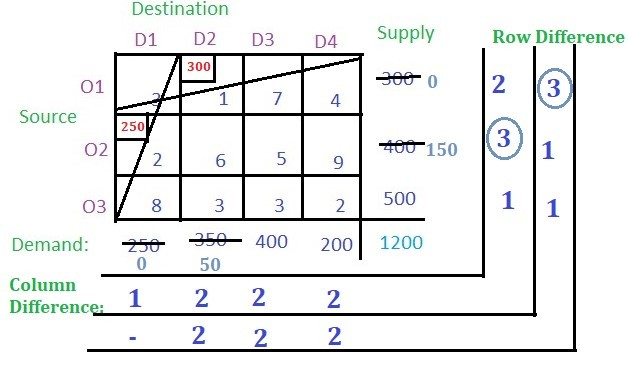 Destination
D1 D2 D3 D4 Supply Row Difference
O1 300 300 0 2 3
3 1 7 4
Source
250
O2 2 6 5 9 400 150 3 1
O3 8 3 3 2 500 1 1
Demand: 250 350 400 200 1200
0 50
Column
Difference: 1 2 2 2
- 2 2 2